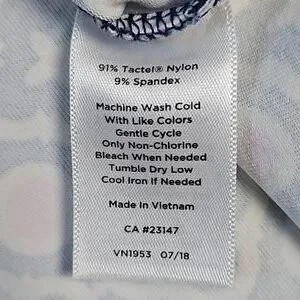 91% Tactel® Nylon
9% Spandex
Machine Wash Cold
With Like Colors
Gentle Cycle
Only Non-Chlorine
Bleach When Needed
Tumble Dry Low
Cool Iron If Needed
Made In Vietnam
CA #23147
VN1953 07/18